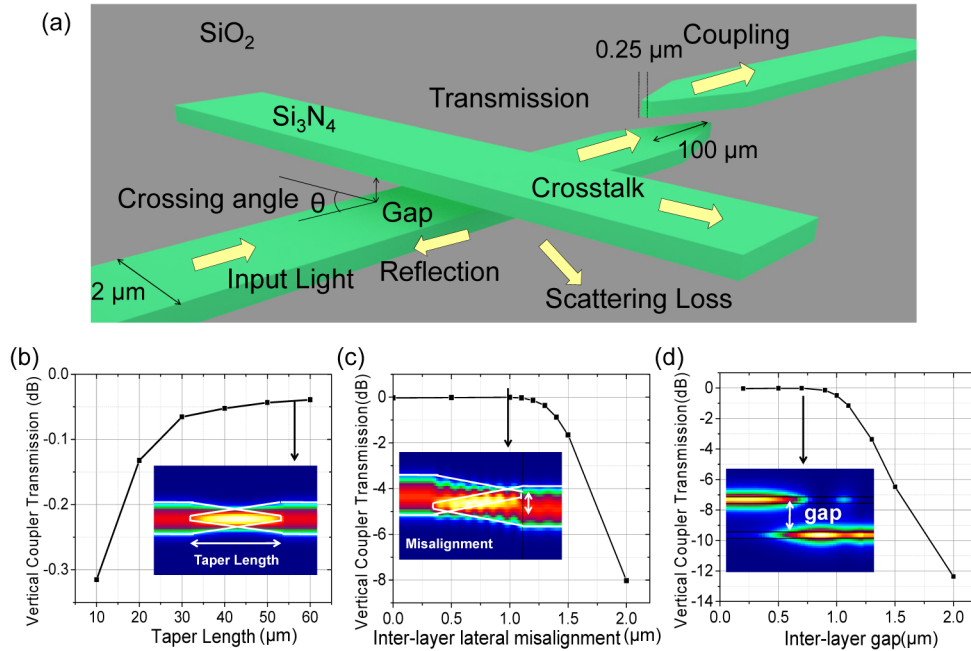 (a)
SiO2
0.25 μm
Coupling
Transmission
Si3N4
100 μm
Crossing angle
θ
Gap
Crosstalk
Input Light
Reflection
2 μm
Scattering Loss
(b)
Vertical Coupler Transmission (dB)
0.0
-0.1
-0.2
-0.3
Taper Length
10 20 30 40 50 60
Taper Length (μm)
(c)
Vertical Coupler Transmission(dB)
0
-2
-4
-6
-8
Misalignment
0.0 0.5 1.0 1.5 2.0
Inter-layer lateral misalignment (μm)
(d)
Vertical Coupler Transmission (dB)
0
-2
-4
-6
-8
-10
-12
-14
gap
0.0 0.5 1.0 1.5 2.0
Inter-layer gap(μm)